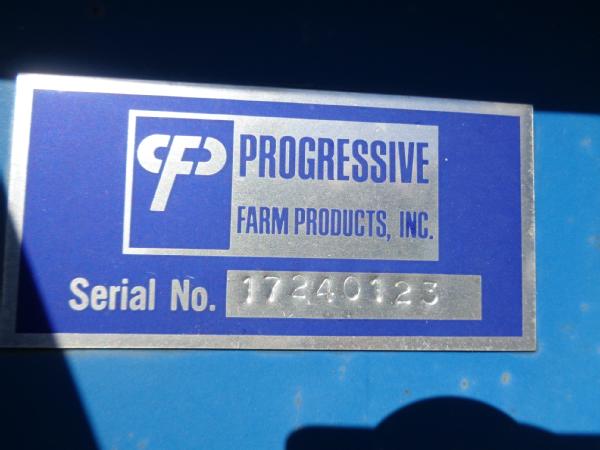 PROGRESSIVE
FARM PRODUCTS, INC.
Serial No. 17240123